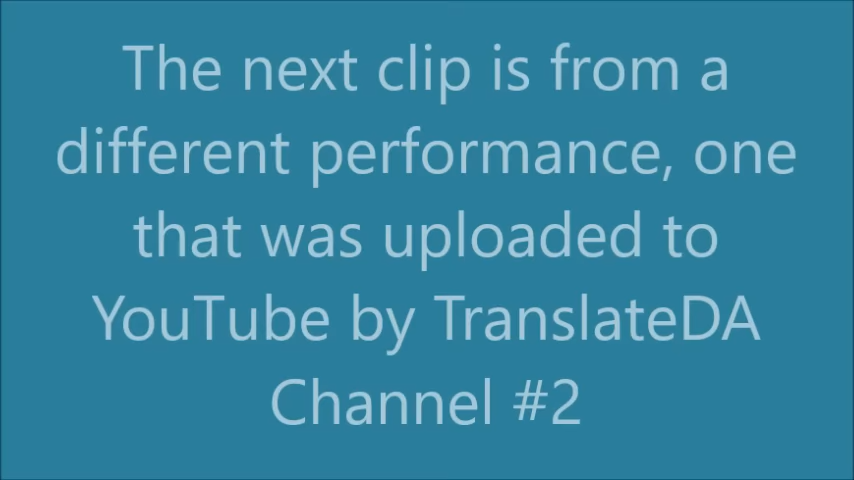 The next clip is from a
different performance, one
that was uploaded to
YouTube by TranslateDA
Channel #2